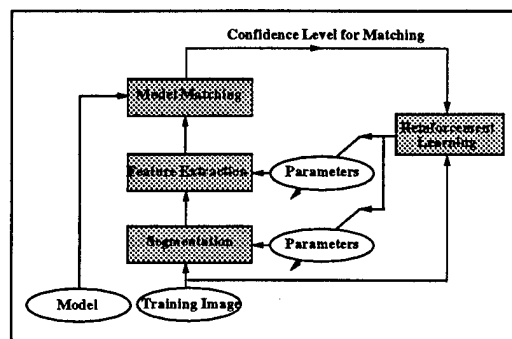 Confidence Level for Matching
Model Matching
Reinforcement
Learning
Feature Extraction
Parameters
Segmentation
Parameters
Model
Training Image